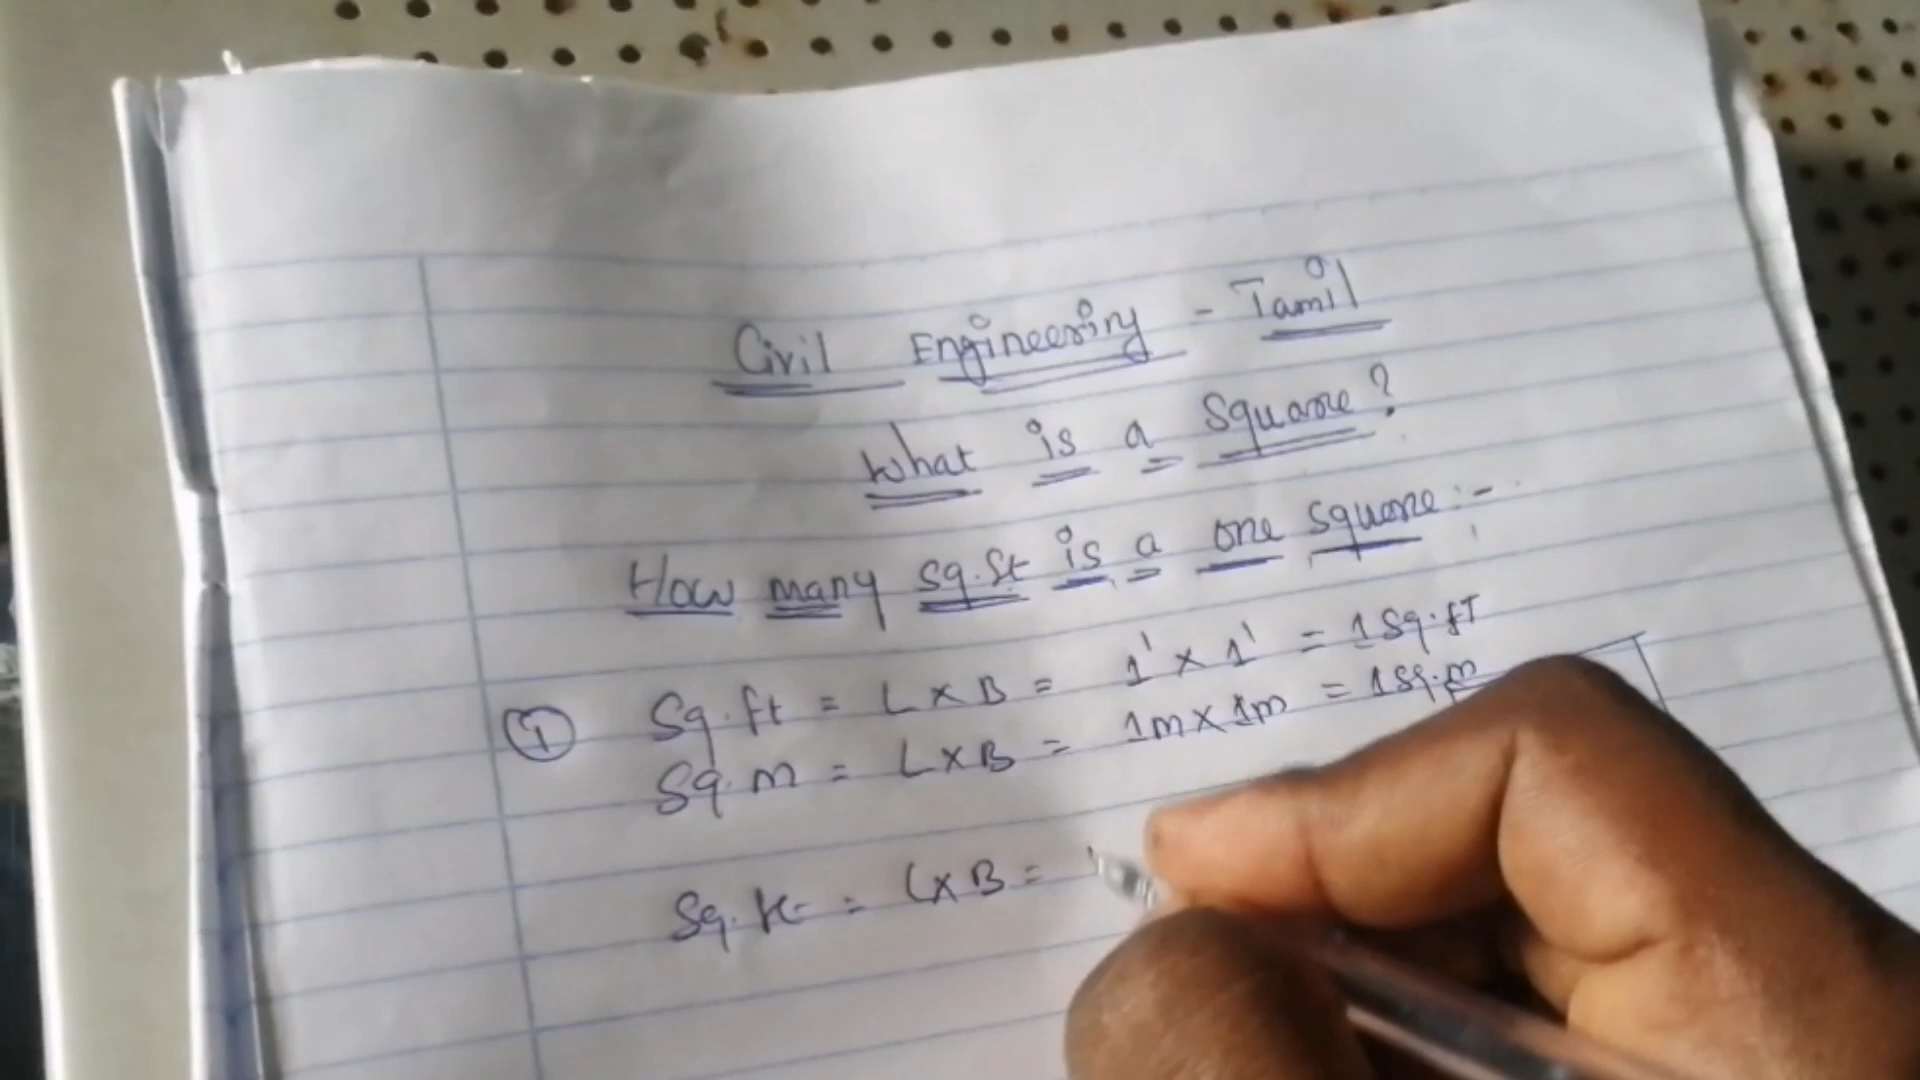 Civil Engineering - Tamil
What is a Square?
How many sq.ft is a one square :-
① Sq.ft = L x B = 1' x 1' = 1 Sq.fT
Sq.m = L x B = 1m x 1m = 1 Sq.m
Sq. = L x B =